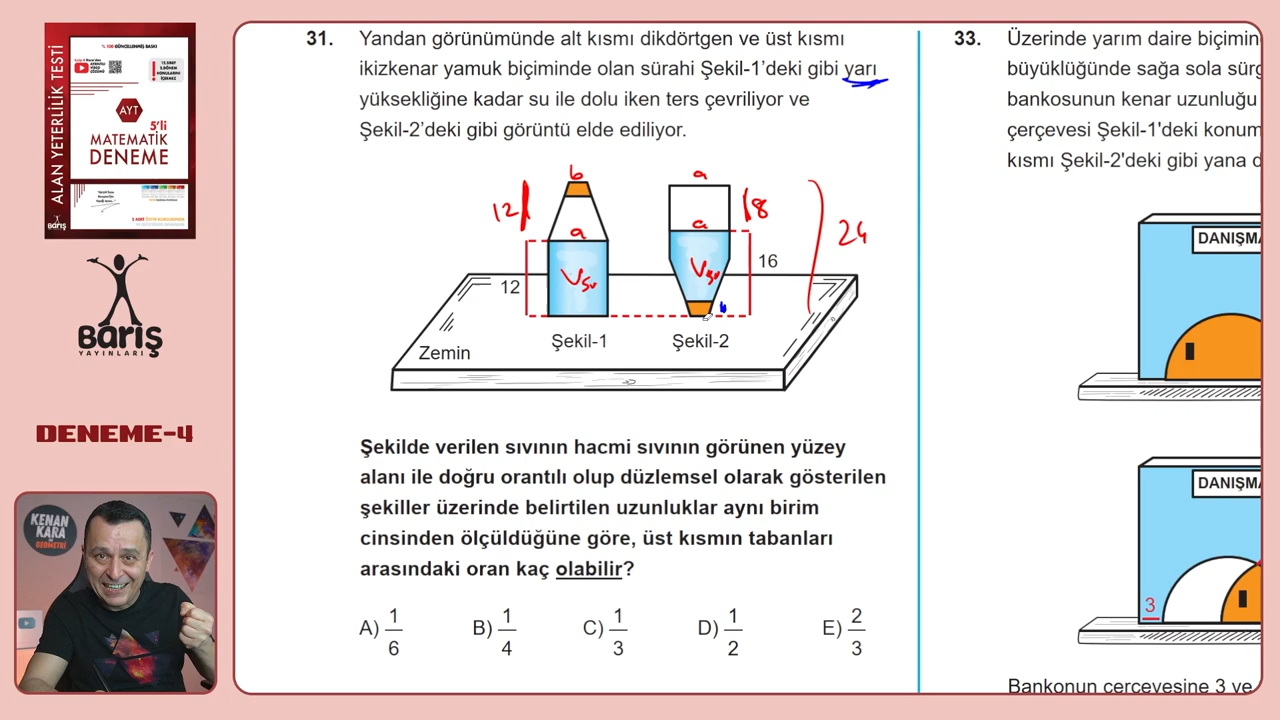 % 100 GÜNCELLENMİŞ BASKI
ALAN YETERLİLİK TESTİ
AYT
5'li
MATEMATİK
DENEME
BARIŞ
BARIŞ
YAYINLARI
DENEME-4
KENAN
KARA
GEOMETRİ
31. Yandan görünümünde alt kısmı dikdörtgen ve üst kısmı
ikizkenar yamuk biçiminde olan sürahi Şekil-1'deki gibi yarı
yüksekliğine kadar su ile dolu iken ters çevriliyor ve
Şekil-2'deki gibi görüntü elde ediliyor.
b
a
12
a
12
Vsu
a
8
a
Vsu
16
24
b
Şekil-1
Şekil-2
Zemin
Şekilde verilen sıvının hacmi sıvının görünen yüzey
alanı ile doğru orantılı olup düzlemsel olarak gösterilen
şekiller üzerinde belirtilen uzunluklar aynı birim
cinsinden ölçüldüğüne göre, üst kısmın tabanları
arasındaki oran kaç olabilir?
A) 1/6 B) 1/4 C) 1/3 D) 1/2 E) 2/3
33. Üzerinde yarım daire biçimin
büyüklüğünde sağa sola sürg
bankosunun kenar uzunluğu
çerçevesi Şekil-1'deki konum
kısmı Şekil-2'deki gibi yana d
DANIŞMA
DANIŞMA
3
Bankonun çerçevesine 3 ve